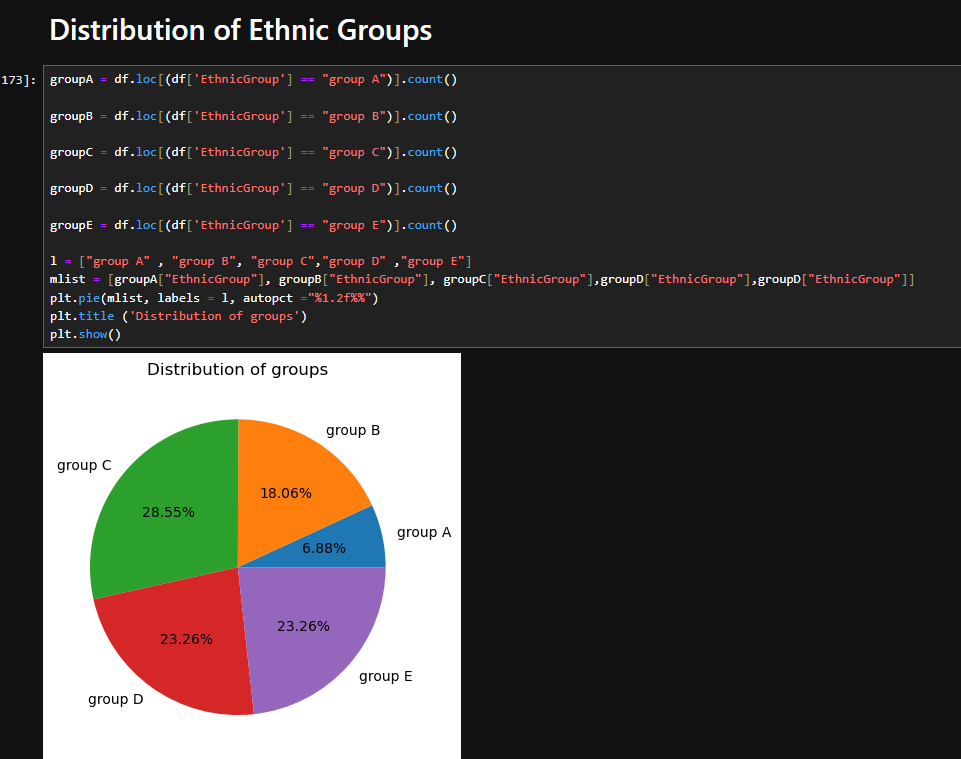 Distribution of Ethnic Groups
173]:
groupA = df.loc[(df['EthnicGroup'] == "group A")].count()
groupB = df.loc[(df['EthnicGroup'] == "group B")].count()
groupC = df.loc[(df['EthnicGroup'] == "group C")].count()
groupD = df.loc[(df['EthnicGroup'] == "group D")].count()
groupE = df.loc[(df['EthnicGroup'] == "group E")].count()
l = ["group A" , "group B", "group C","group D" ,"group E"]
mlist = [groupA["EthnicGroup"], groupB["EthnicGroup"], groupC["EthnicGroup"],groupD["EthnicGroup"],groupD["EthnicGroup"]]
plt.pie(mlist, labels = l, autopct ="%1.2f%%")
plt.title ('Distribution of groups')
plt.show()
Distribution of groups
group B
group C
18.06%
28.55%
group A
6.88%
23.26%
23.26%
group E
group D